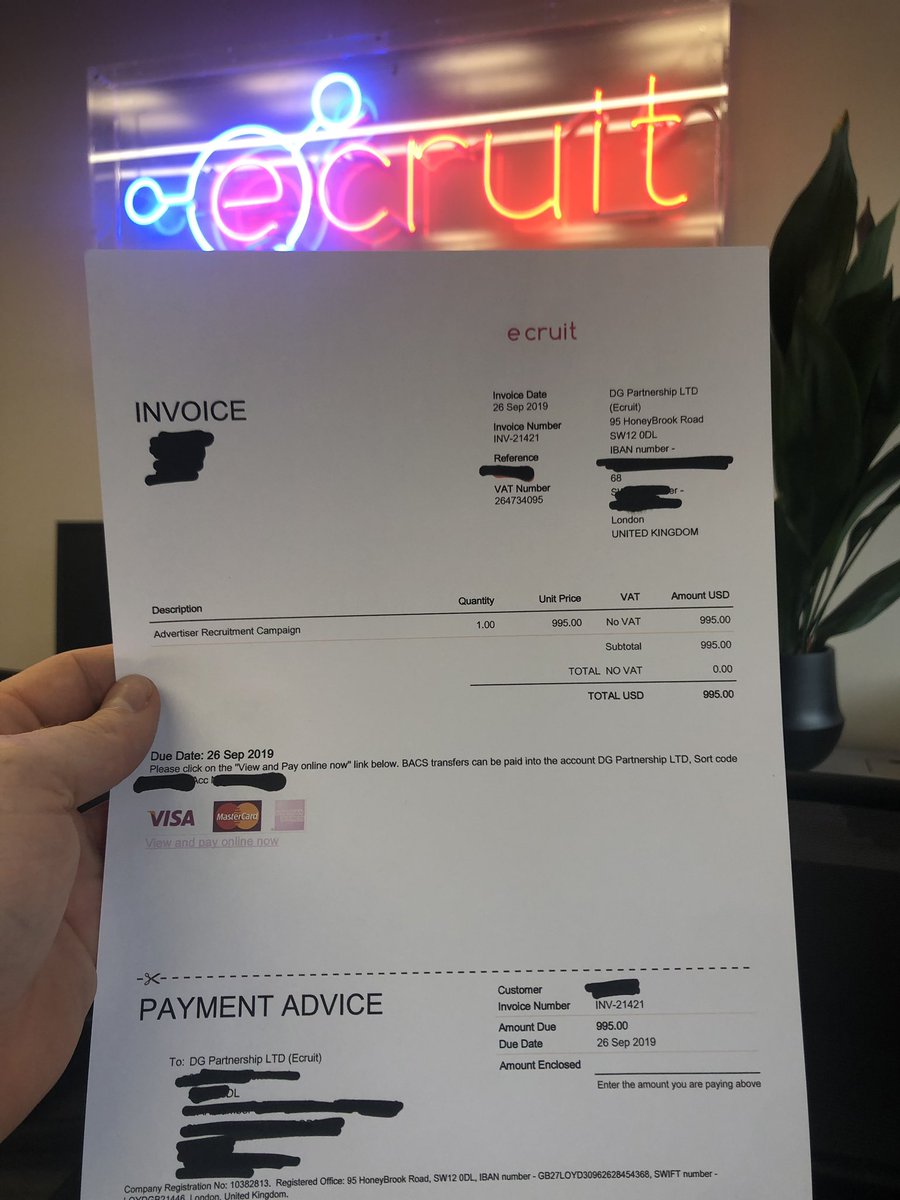 ecruit
e cruit
INVOICE
Invoice Date
26 Sep 2019
Invoice Number
INV-21421
Reference
VAT Number
264734095
DG Partnership LTD
(Ecruit)
95 HoneyBrook Road
SW12 0DL
IBAN number -
68
er -
London
UNITED KINGDOM
Description Quantity Unit Price VAT Amount USD
Advertiser Recruitment Campaign 1.00 995.00 No VAT 995.00
Subtotal 995.00
TOTAL NO VAT 0.00
TOTAL USD 995.00
Due Date: 26 Sep 2019
Please click on the "View and Pay online now" link below. BACS transfers can be paid into the account DG Partnership LTD, Sort code
Acc
VISA MasterCard
View and pay online now
PAYMENT ADVICE
To: DG Partnership LTD (Ecruit)
DL
Customer
Invoice Number INV-21421
Amount Due 995.00
Due Date 26 Sep 2019
Amount Enclosed
Enter the amount you are paying above
Company Registration No: 10382813. Registered Office: 95 HoneyBrook Road, SW12 0DL, IBAN number - GB27LOYD30962628454368, SWIFT number -
LOYDGB21446, London, United Kingdom.